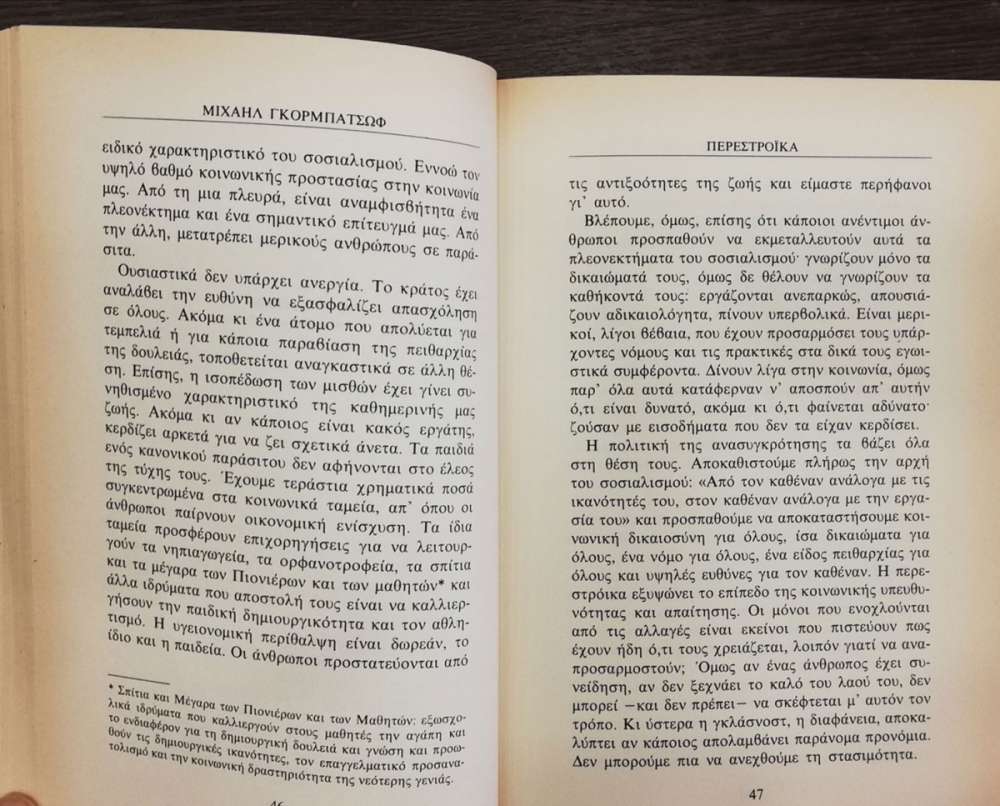 ΜΙΧΑΗΛ ΓΚΟΡΜΠΑΤΣΩΦ
ειδικό χαρακτηριστικό του σοσιαλισμού. Εννοώ τον
υψηλό βαθμό κοινωνικής προστασίας στην κοινωνία
μας. Από τη μια πλευρά, είναι αναμφισβήτητα ένα
πλεονέκτημα και ένα σημαντικό επίτευγμά μας. Από
την άλλη, μετατρέπει μερικούς ανθρώπους σε παρά-
σιτα.
Ουσιαστικά δεν υπάρχει ανεργία. Το κράτος έχει
αναλάβει την ευθύνη να εξασφαλίζει απασχόληση
σε όλους. Ακόμα κι ένα άτομο που απολύεται για
τεμπελιά ή για κάποια παραβίαση της πειθαρχίας
της δουλειάς, τοποθετείται αναγκαστικά σε άλλη θέ-
ση. Επίσης, η ισοπέδωση των μισθών έχει γίνει συ-
νηθισμένο χαρακτηριστικό της καθημερινής μας
ζωής. Ακόμα κι αν κάποιος είναι κακός εργάτης,
κερδίζει αρκετά για να ζει σχετικά άνετα. Τα παιδιά
ενός κανονικού παράσιτου δεν αφήνονται στο έλεος
της τύχης τους. Έχουμε τεράστια χρηματικά ποσά
συγκεντρωμένα στα κοινωνικά ταμεία, απ' όπου οι
άνθρωποι παίρνουν οικονομική ενίσχυση. Τα ίδια
ταμεία προσφέρουν επιχορηγήσεις για να λειτουρ-
γούν τα νηπιαγωγεία, τα ορφανοτροφεία, τα σπίτια
και τα μέγαρα των Πιονιέρων και των μαθητών* και
άλλα ιδρύματα που αποστολή τους είναι να καλλιερ-
γήσουν την παιδική δημιουργικότητα και τον αθλη-
τισμό. Η υγειονομική περίθαλψη είναι δωρεάν, το
ίδιο και η παιδεία. Οι άνθρωποι προστατεύονται από
* Σπίτια και Μέγαρα των Πιονιέρων και των Μαθητών: εξωσχο-
λικά ιδρύματα που καλλιεργούν στους μαθητές την αγάπη και
το ενδιαφέρον για τη δημιουργική δουλειά και γνώση και προω-
θούν τις δημιουργικές ικανότητες, τον επαγγελματικό προσανα-
τολισμό και την κοινωνική δραστηριότητα της νεότερης γενιάς.
46
ΠΕΡΕΣΤΡΟΪΚΑ
τις αντιξοότητες της ζωής και είμαστε περήφανοι
γι' αυτό.
Βλέπουμε, όμως, επίσης ότι κάποιοι ανέντιμοι άν-
θρωποι προσπαθούν να εκμεταλλευτούν αυτά τα
πλεονεκτήματα του σοσιαλισμού· γνωρίζουν μόνο τα
δικαιώματά τους, όμως δε θέλουν να γνωρίζουν τα
καθήκοντά τους: εργάζονται ανεπαρκώς, απουσιά-
ζουν αδικαιολόγητα, πίνουν υπερβολικά. Είναι μερι-
κοί, λίγοι βέβαια, που έχουν προσαρμόσει τους υπάρ-
χοντες νόμους και τις πρακτικές στα δικά τους εγωι-
στικά συμφέροντα. Δίνουν λίγα στην κοινωνία, όμως
παρ' όλα αυτά κατάφερναν ν' αποσπούν απ' αυτήν
ό,τι είναι δυνατό, ακόμα κι ό,τι φαίνεται αδύνατο·
ζούσαν με εισοδήματα που δεν τα είχαν κερδίσει.
Η πολιτική της ανασυγκρότησης τα βάζει όλα
στη θέση τους. Αποκαθιστούμε πλήρως την αρχή
του σοσιαλισμού: «Από τον καθέναν ανάλογα με τις
ικανότητές του, στον καθέναν ανάλογα με την εργα-
σία του» και προσπαθούμε να αποκαταστήσουμε κοι-
νωνική δικαιοσύνη για όλους, ίσα δικαιώματα για
όλους, ένα νόμο για όλους, ένα είδος πειθαρχίας για
όλους και υψηλές ευθύνες για τον καθέναν. Η περε-
στρόικα εξυψώνει το επίπεδο της κοινωνικής υπευθυ-
νότητας και απαίτησης. Οι μόνοι που ενοχλούνται
από τις αλλαγές είναι εκείνοι που πιστεύουν πως
έχουν ήδη ό,τι τους χρειάζεται, λοιπόν γιατί να ανα-
προσαρμοστούν; Όμως αν ένας άνθρωπος έχει συ-
νείδηση, αν δεν ξεχνάει το καλό του λαού του, δεν
μπορεί –και δεν πρέπει– να σκέφτεται μ' αυτόν τον
τρόπο. Κι ύστερα η γκλάσνοστ, η διαφάνεια, αποκα-
λύπτει αν κάποιος απολαμβάνει παράνομα προνόμια.
Δεν μπορούμε πια να ανεχθούμε τη στασιμότητα.
47